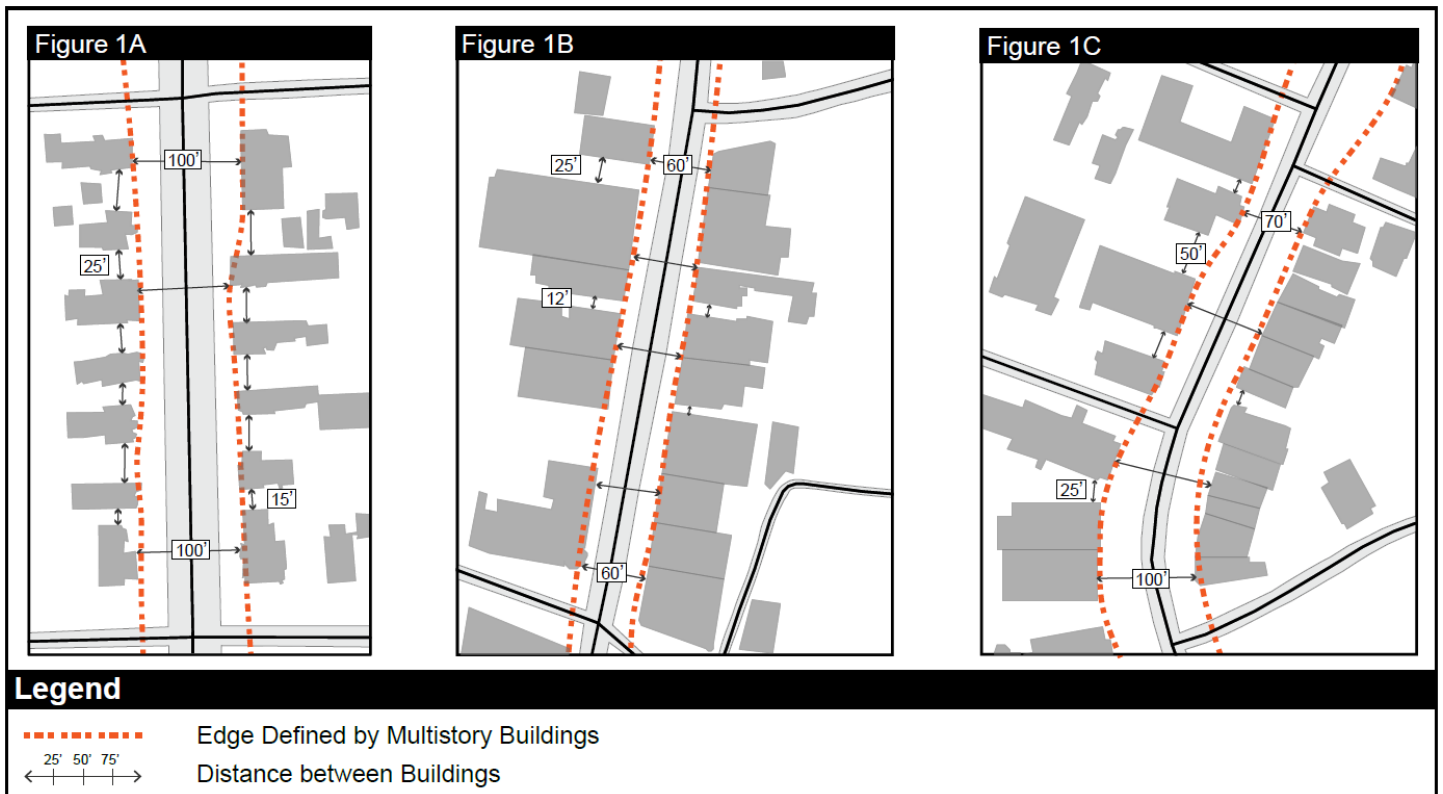 Figure 1A
100'
25'
15'
100'
Figure 1B
25'
60'
12'
60'
Figure 1C
70'
50'
25'
100'
Legend
Edge Defined by Multistory Buildings
25' 50' 75'
Distance between Buildings